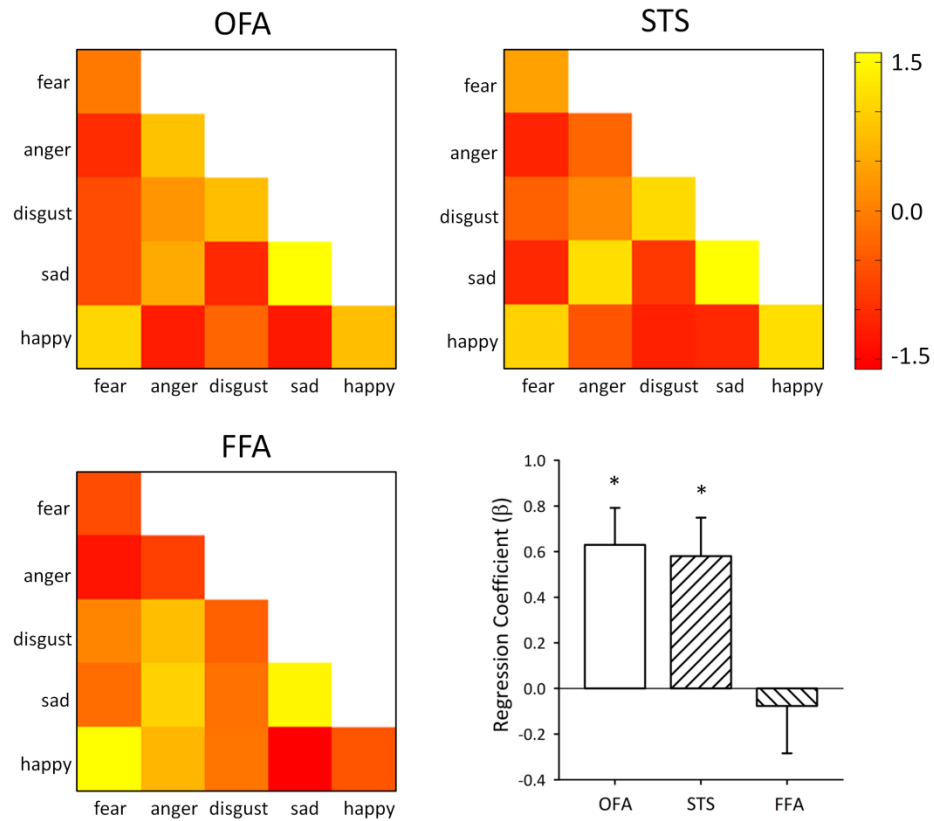 OFA
fear
anger
disgust
sad
happy
fear anger disgust sad happy
STS
fear
anger
disgust
sad
happy
fear anger disgust sad happy
1.5
0.0
-1.5
FFA
fear
anger
disgust
sad
happy
fear anger disgust sad happy
Regression Coefficient (β)
1.0
0.8
0.6
0.4
0.2
0.0
-0.2
-0.4
* *
OFA STS FFA